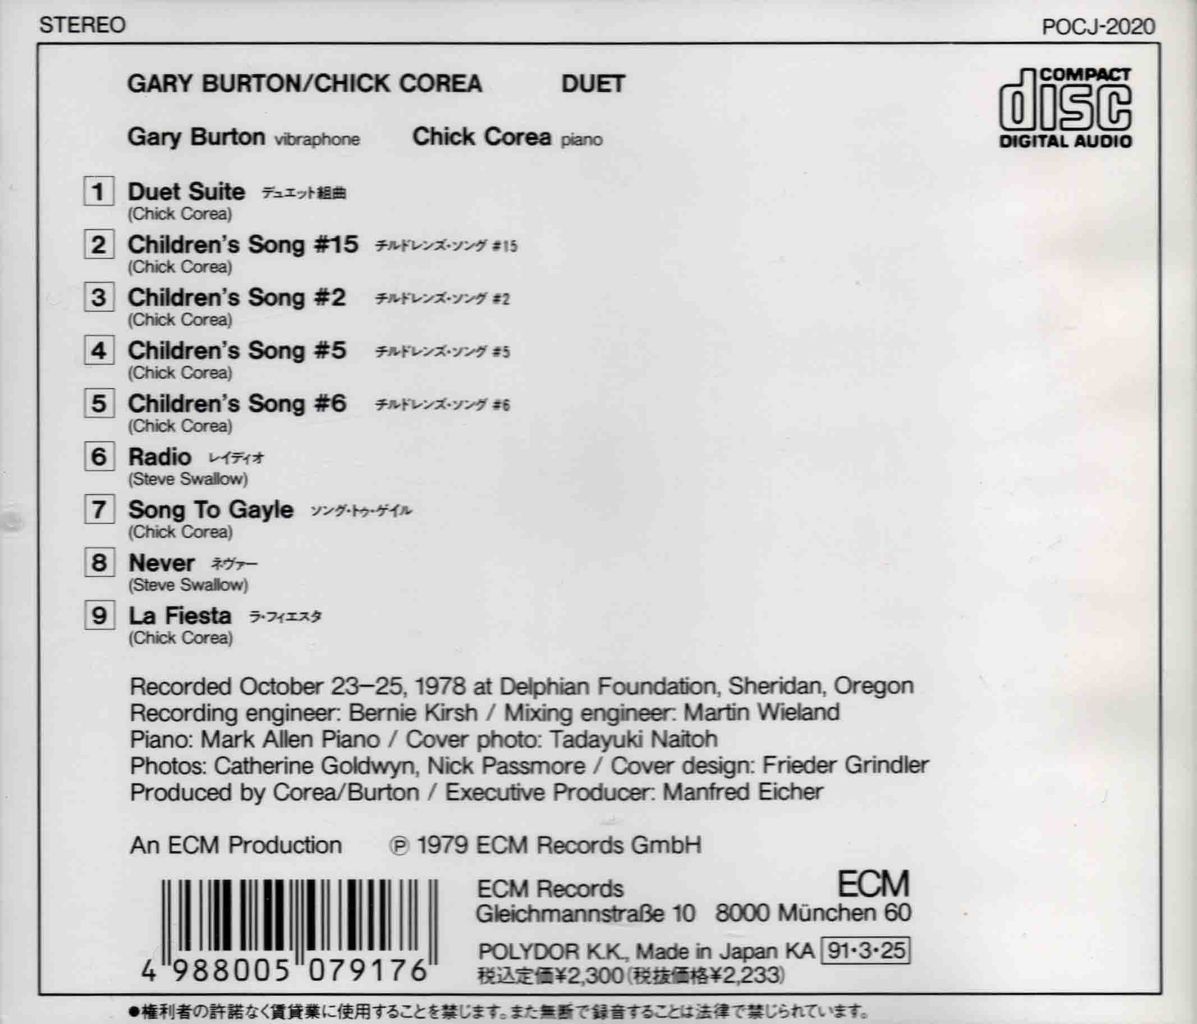 STEREO POCJ-2020
GARY BURTON/CHICK COREA DUET
COMPACT
disc
DIGITAL AUDIO
Gary Burton vibraphone Chick Corea piano
1 Duet Suite デュエット組曲
(Chick Corea)
2 Children's Song #15 チルドレンズ・ソング #15
(Chick Corea)
3 Children's Song #2 チルドレンズ・ソング #2
(Chick Corea)
4 Children's Song #5 チルドレンズ・ソング #5
(Chick Corea)
5 Children's Song #6 チルドレンズ・ソング #6
(Chick Corea)
6 Radio レイディオ
(Steve Swallow)
7 Song To Gayle ソング・トゥ・ゲイル
(Chick Corea)
8 Never ネヴァー
(Steve Swallow)
9 La Fiesta ラ・フィエスタ
(Chick Corea)
Recorded October 23–25, 1978 at Delphian Foundation, Sheridan, Oregon
Recording engineer: Bernie Kirsh / Mixing engineer: Martin Wieland
Piano: Mark Allen Piano / Cover photo: Tadayuki Naitoh
Photos: Catherine Goldwyn, Nick Passmore / Cover design: Frieder Grindler
Produced by Corea/Burton / Executive Producer: Manfred Eicher
An ECM Production ℗ 1979 ECM Records GmbH
ECM Records ECM
Gleichmannstraße 10 8000 München 60
POLYDOR K.K., Made in Japan KA 91・3・25
税込定価¥2,300(税抜価格¥2,233)
4 988005 079176
●権利者の許諾なく賃貸業に使用することを禁じます。また無断で録音することは法律で禁じられています。